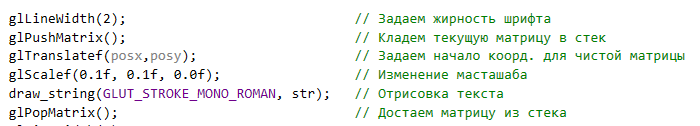 glLineWidth(2); // Задаем жирность шрифта
glPushMatrix(); // Кладем текущую матрицу в стек
glTranslatef(posx,posy); // Задаем начало коорд. для чистой матрицы
glScalef(0.1f, 0.1f, 0.0f); // Изменение масташаба
draw_string(GLUT_STROKE_MONO_ROMAN, str); // Отрисовка текста
glPopMatrix(); // Достаем матрицу из стека